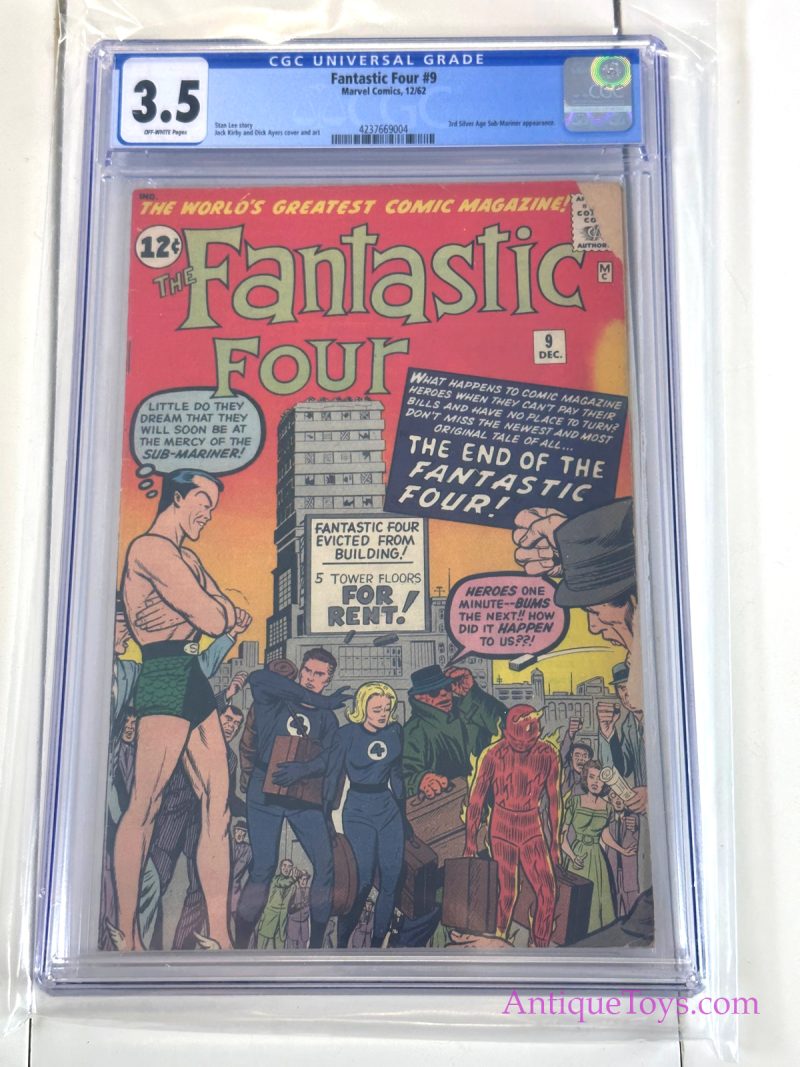 CGC UNIVERSAL GRADE
3.5
OFF-WHITE Pages
Fantastic Four #9
Marvel Comics, 12/62
Stan Lee story
Jack Kirby and Dick Ayers cover and art
3rd Silver Age Sub-Mariner appearance.
4237669004
CGC
IND.
THE WORLD'S GREATEST COMIC MAGAZINE!
12¢
THE
FANTASTIC
FOUR
CO
AUTHOR.
M
C
9
DEC.
WHAT HAPPENS TO COMIC MAGAZINE
HEROES WHEN THEY CAN'T PAY THEIR
BILLS AND HAVE NO PLACE TO TURN?
DON'T MISS THE NEWEST AND MOST
ORIGINAL TALE OF ALL...
THE END OF THE
FANTASTIC
FOUR!
LITTLE DO THEY
DREAM THAT THEY
WILL SOON BE AT
THE MERCY OF THE
SUB-MARINER!
FANTASTIC FOUR
EVICTED FROM
BUILDING!
5 TOWER FLOORS
FOR
RENT!
HEROES ONE
MINUTE--BUMS
THE NEXT!! HOW
DID IT HAPPEN
TO US??!
S
4
AntiqueToys.com